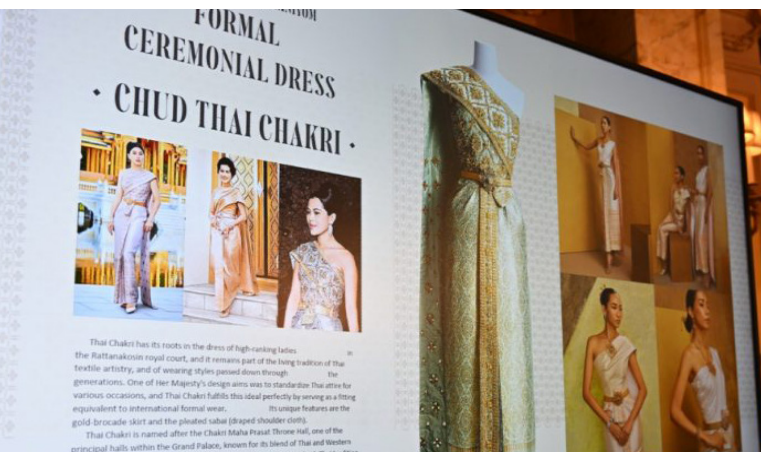 FORMAL
CEREMONIAL DRESS
• CHUD THAI CHAKRI •
Thai Chakri has its roots in the dress of high-ranking ladies in
the Rattanakosin royal court, and it remains part of the living tradition of Thai
textile artistry, and of wearing styles passed down through the
generations. One of Her Majesty's design aims was to standardize Thai attire for
various occasions, and Thai Chakri fulfills this ideal perfectly by serving as a fitting
equivalent to international formal wear. Its unique features are the
gold-brocade skirt and the pleated sabai (draped shoulder cloth).
Thai Chakri is named after the Chakri Maha Prasat Throne Hall, one of the
principal halls within the Grand Palace, known for its blend of Thai and Western